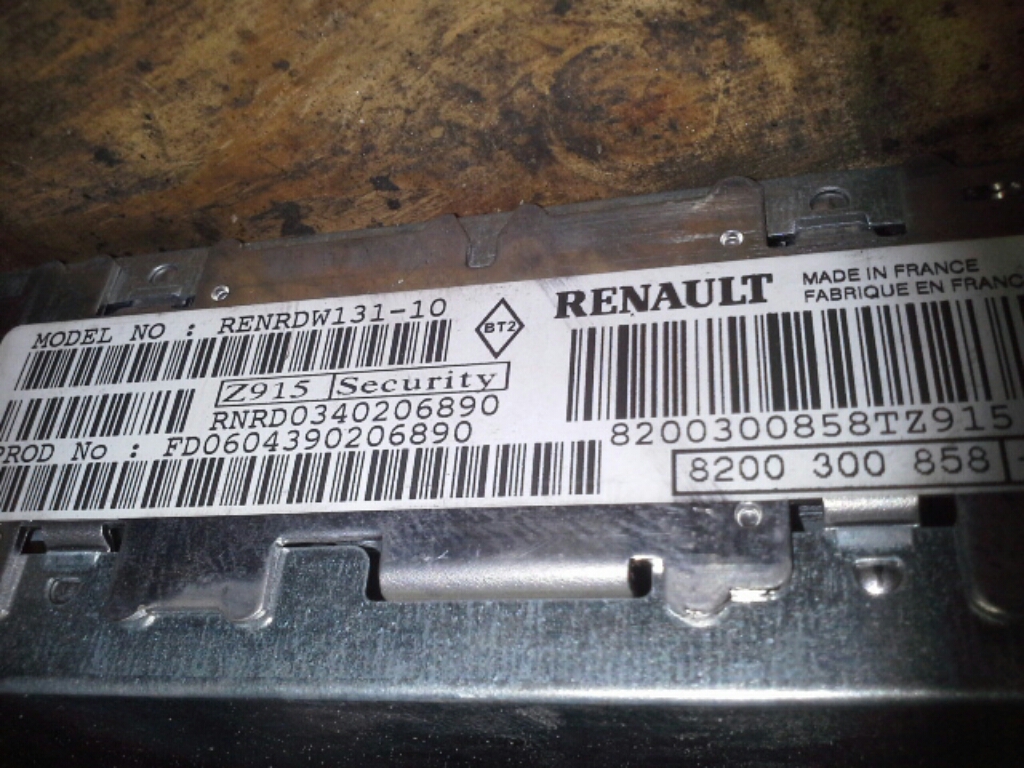 MODEL NO : RENRDW131-10
BT2
Z915 Security
RNRD0340206890
PROD No : FD0604390206890
RENAULT
MADE IN FRANCE
FABRIQUE EN FRANC
8200300858TZ915
8200 300 858